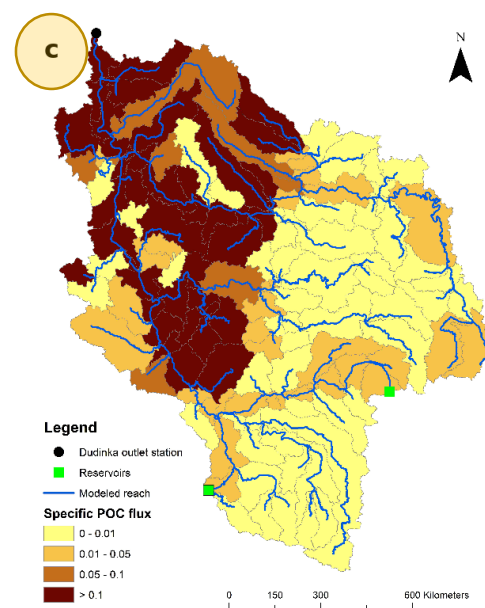 C
N
Legend
Dudinka outlet station
Reservoirs
Modeled reach
Specific POC flux
0 - 0.01
0.01 - 0.05
0.05 - 0.1
> 0.1
0 150 300 600 Kilometers